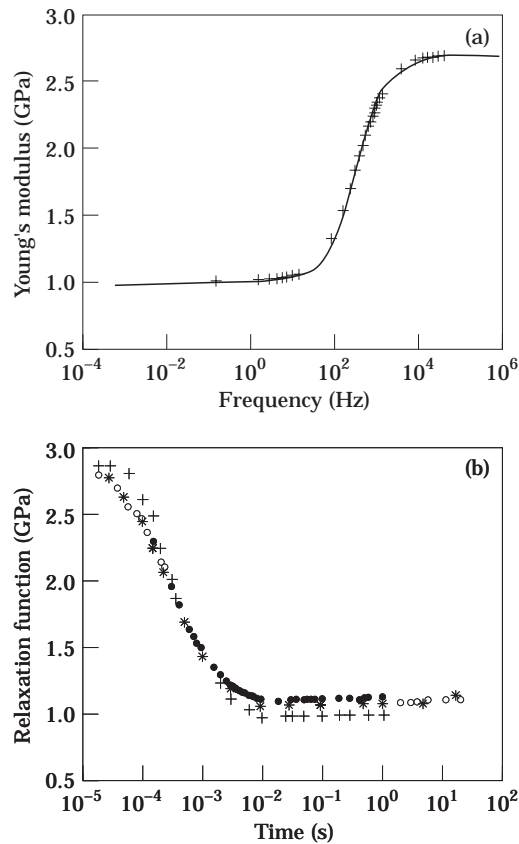 (a)
3.0
2.5
2.0
1.5
1.0
0.5
Young's modulus (GPa)
10⁻⁴ 10⁻² 10⁰ 10² 10⁴ 10⁶
Frequency (Hz)
(b)
3.0
2.5
2.0
1.5
1.0
0.5
Relaxation function (GPa)
10⁻⁵ 10⁻⁴ 10⁻³ 10⁻² 10⁻¹ 10⁰ 10¹ 10²
Time (s)